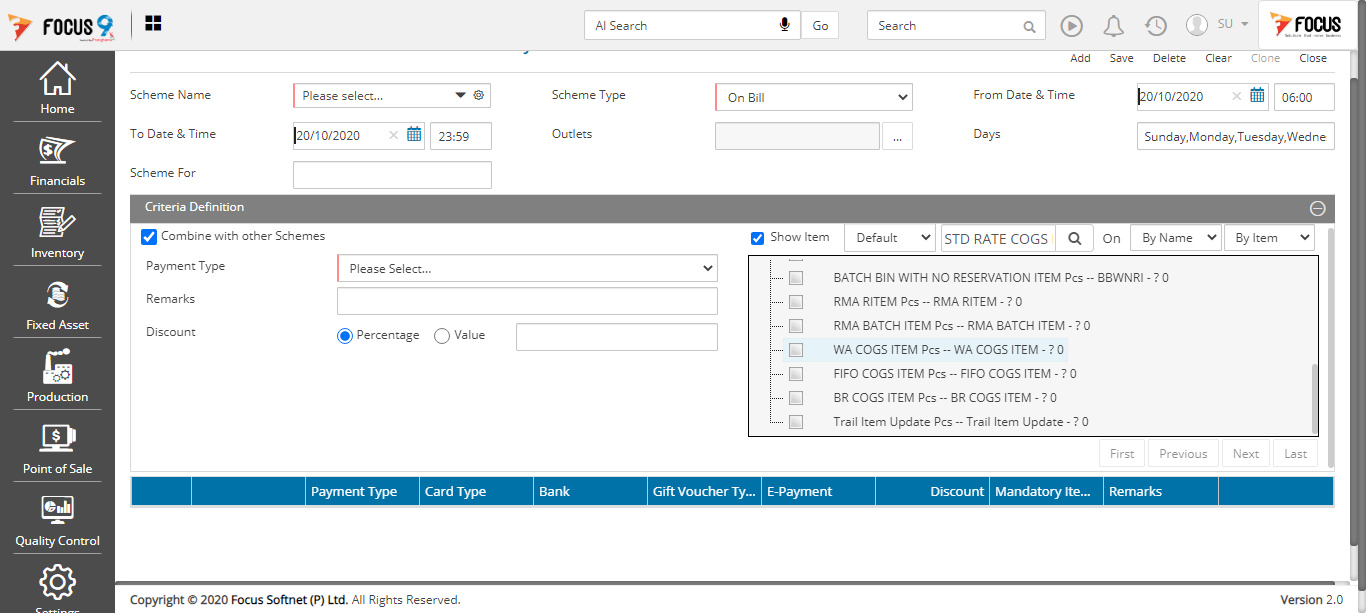 FOCUS 9
AI Search
Go
Search
SU
FOCUS
Add Save Delete Clear Clone Close
Scheme Name Please select... Scheme Type On Bill From Date & Time 20/10/2020 06:00
To Date & Time 20/10/2020 23:59 Outlets ... Days Sunday,Monday,Tuesday,Wednes
Scheme For
Home
Financials
Inventory
Fixed Asset
Production
Point of Sale
Quality Control
Settings
Criteria Definition
Combine with other Schemes
Payment Type Please Select...
Remarks
Discount Percentage Value
Show Item Default STD RATE COGS On By Name By Item
BATCH BIN WITH NO RESERVATION ITEM Pcs -- BBWNRI - ? 0
RMA RITEM Pcs -- RMA RITEM - ? 0
RMA BATCH ITEM Pcs -- RMA BATCH ITEM - ? 0
WA COGS ITEM Pcs -- WA COGS ITEM - ? 0
FIFO COGS ITEM Pcs -- FIFO COGS ITEM - ? 0
BR COGS ITEM Pcs -- BR COGS ITEM - ? 0
Trail Item Update Pcs -- Trail Item Update - ? 0
First Previous Next Last
Payment Type Card Type Bank Gift Voucher Ty... E-Payment Discount Mandatory Ite... Remarks
Copyright © 2020 Focus Softnet (P) Ltd. All Rights Reserved.
Version 2.0